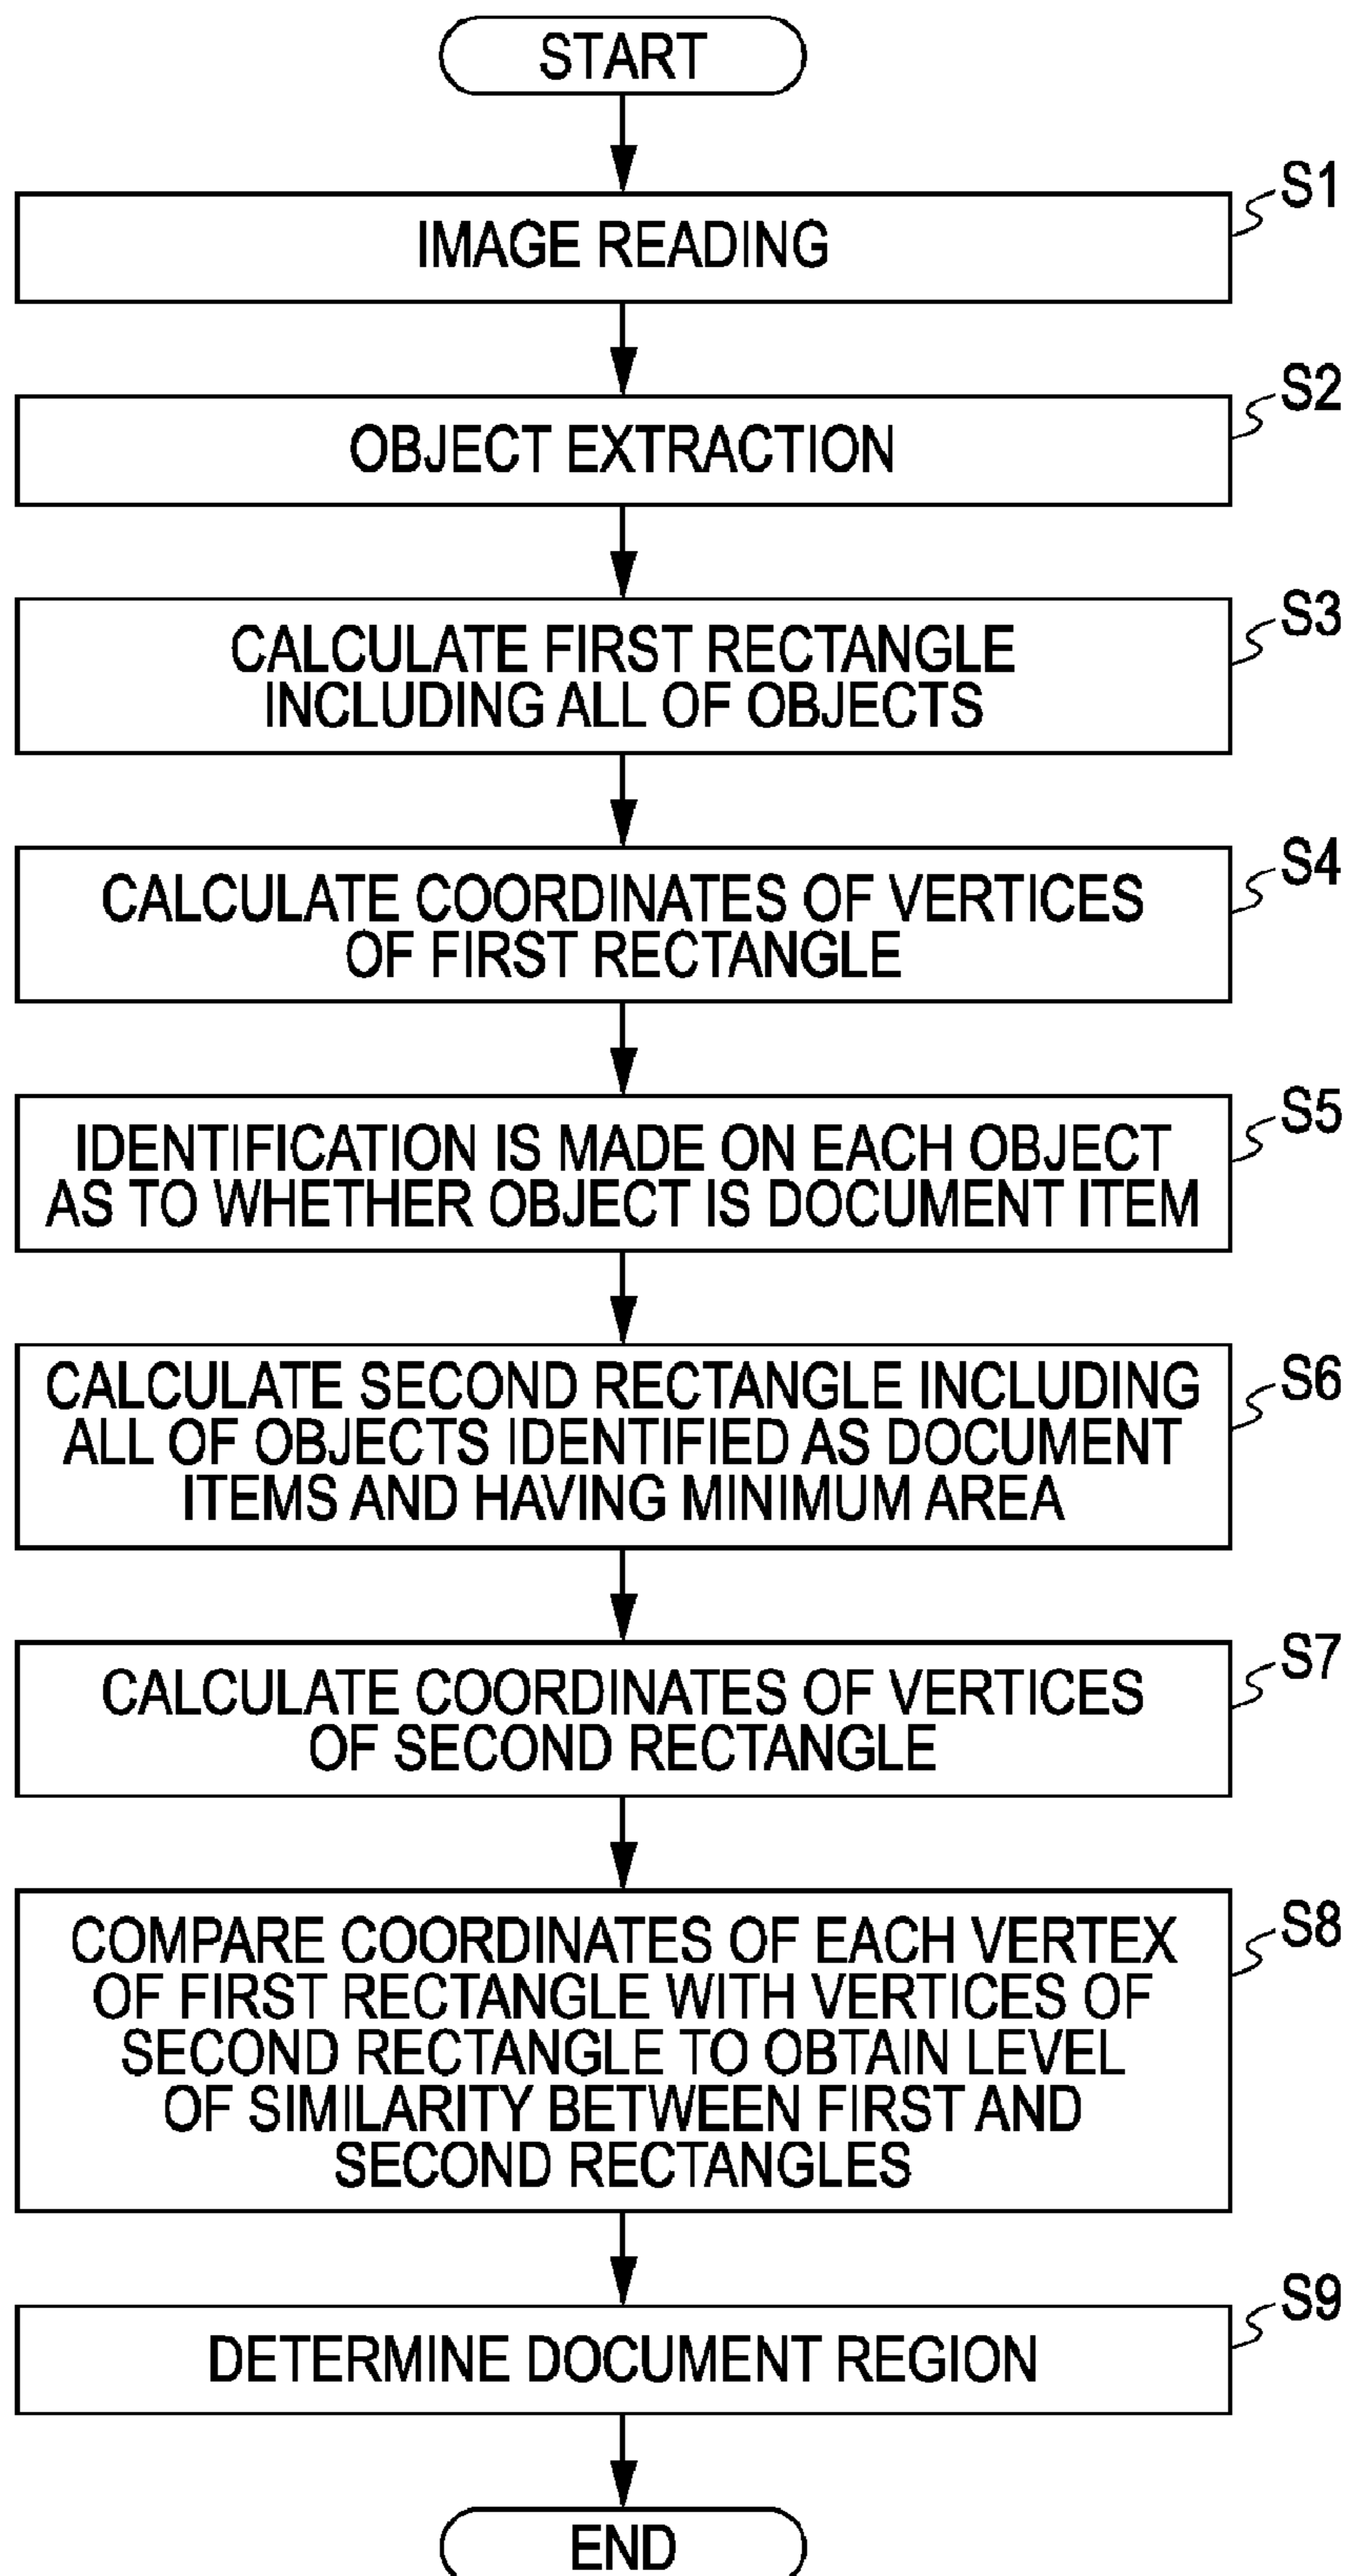 START
S1
IMAGE READING
S2
OBJECT EXTRACTION
S3
CALCULATE FIRST RECTANGLE
INCLUDING ALL OF OBJECTS
S4
CALCULATE COORDINATES OF VERTICES
OF FIRST RECTANGLE
S5
IDENTIFICATION IS MADE ON EACH OBJECT
AS TO WHETHER OBJECT IS DOCUMENT ITEM
S6
CALCULATE SECOND RECTANGLE INCLUDING
ALL OF OBJECTS IDENTIFIED AS DOCUMENT
ITEMS AND HAVING MINIMUM AREA
S7
CALCULATE COORDINATES OF VERTICES
OF SECOND RECTANGLE
S8
COMPARE COORDINATES OF EACH VERTEX
OF FIRST RECTANGLE WITH VERTICES OF
SECOND RECTANGLE TO OBTAIN LEVEL
OF SIMILARITY BETWEEN FIRST AND
SECOND RECTANGLES
S9
DETERMINE DOCUMENT REGION
END